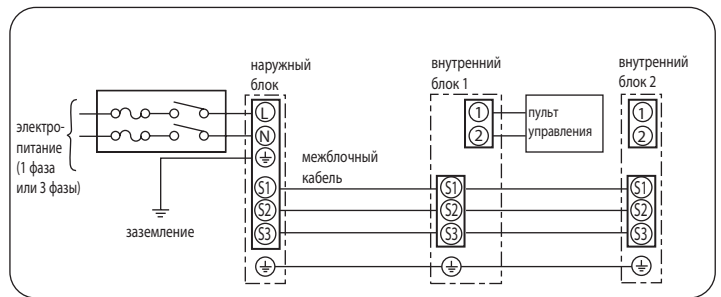 наружный
блок
внутренний
блок 1
внутренний
блок 2
электро-
питание
(1 фаза
или 3 фазы)
L
N
заземление
межблочный
кабель
1
2
пульт
управления
1
2
S1
S2
S3
S1
S2
S3
S1
S2
S3